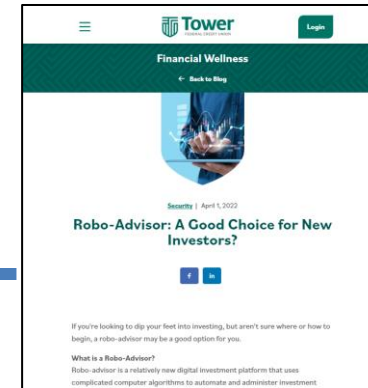 Tower
FEDERAL CREDIT UNION
Login
Financial Wellness
← Back to Blog
Security | April 1, 2022
Robo-Advisor: A Good Choice for New
Investors?
f in
If you're looking to dip your feet into investing, but aren't sure where or how to
begin, a robo-advisor may be a good option for you.
What is a Robo-Advisor?
Robo-advisor is a relatively new digital investment platform that uses
complicated computer algorithms to automate and administer investment